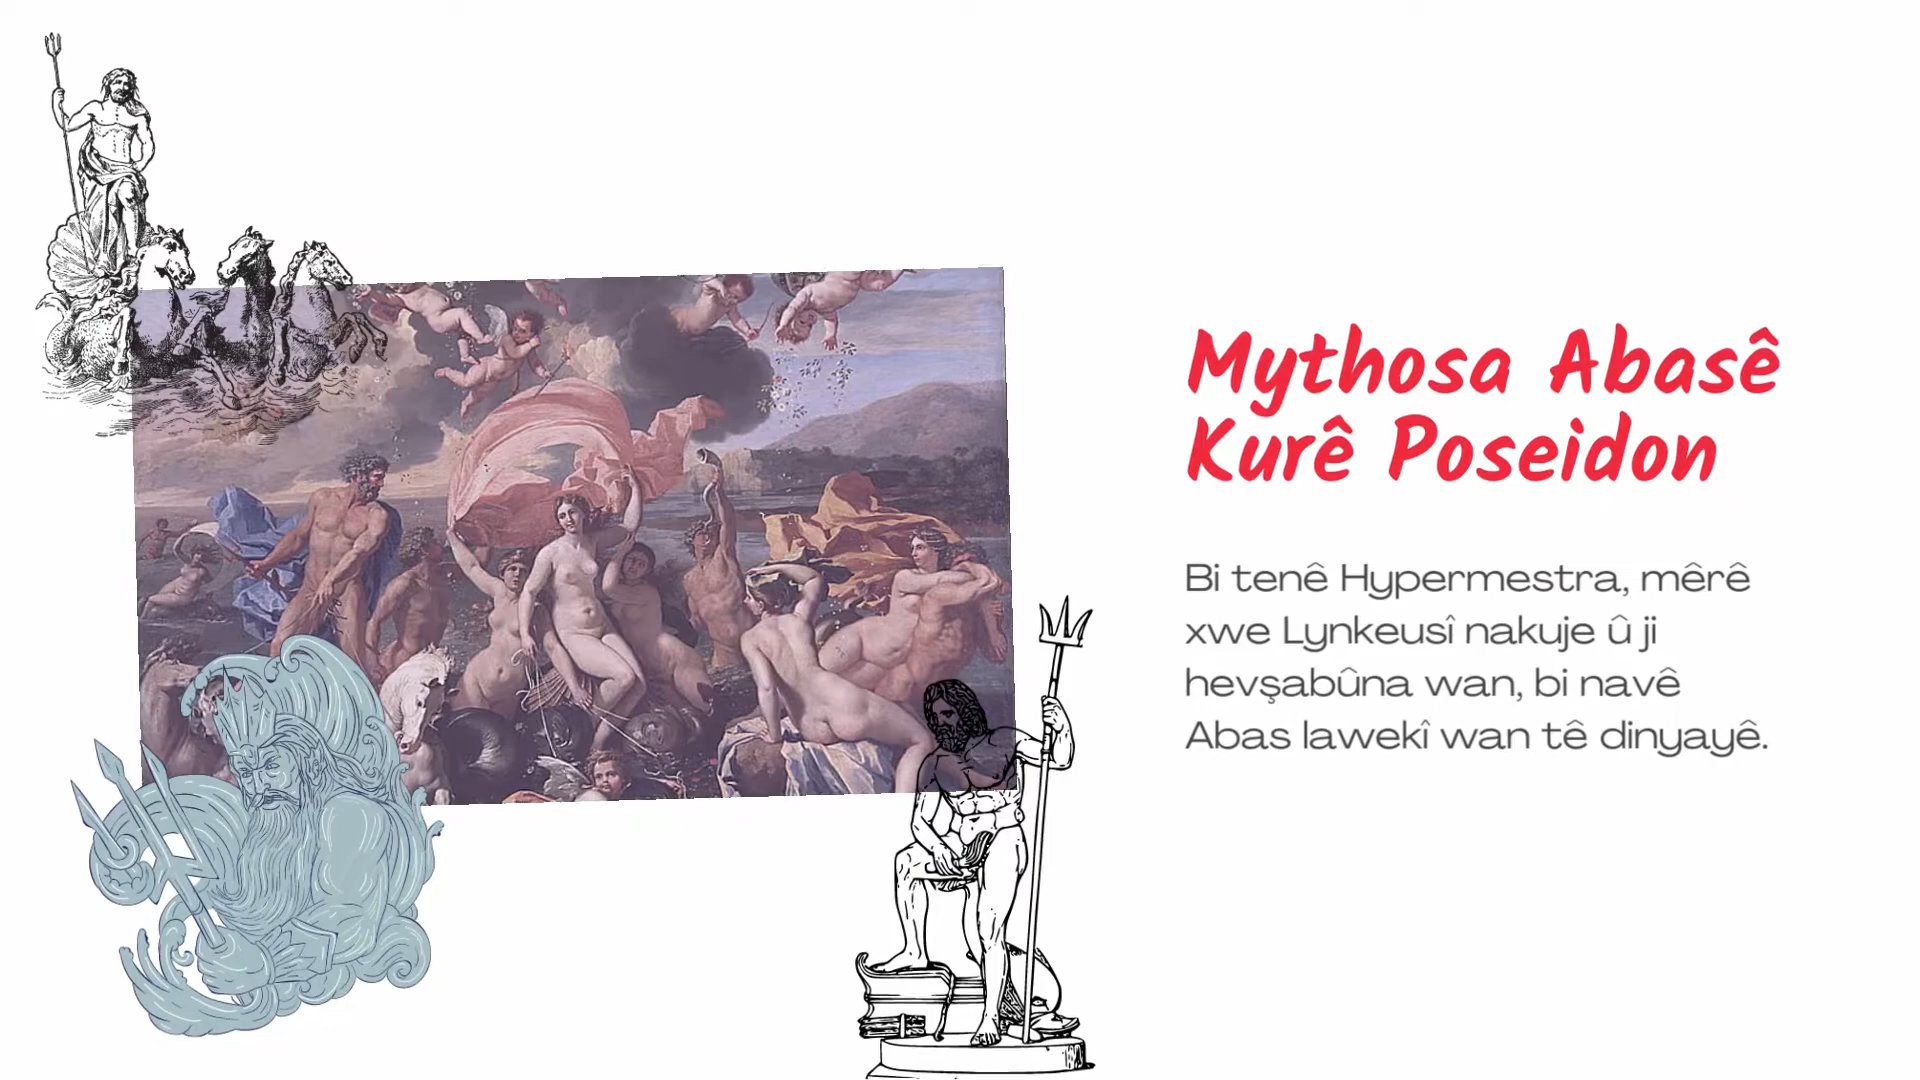 Mythosa Abasê
Kurê Poseidon
Bi tenê Hypermestra, mêrê
xwe Lynkeusî nakuje û ji
hevşabûna wan, bi navê
Abas lawekî wan tê dinyayê.